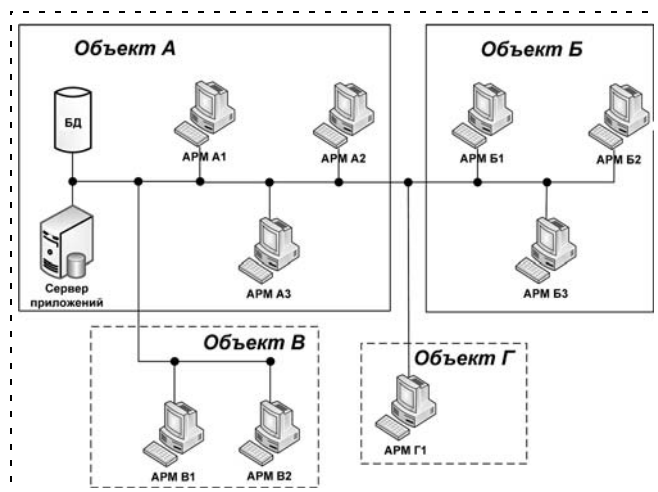 Объект А
Объект Б
БД
АРМ А1
АРМ А2
АРМ Б1
АРМ Б2
Сервер
приложений
АРМ А3
АРМ Б3
Объект В
Объект Г
АРМ В1
АРМ В2
АРМ Г1